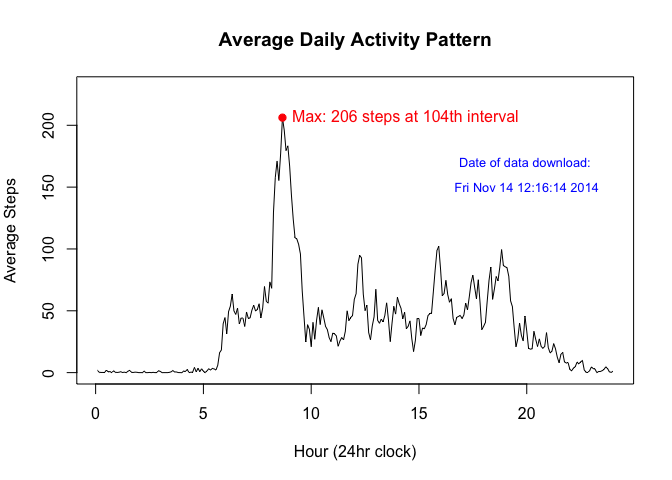 Average Daily Activity Pattern
Max: 206 steps at 104th interval
Date of data download:
Fri Nov 14 12:16:14 2014
Average Steps
200
150
100
50
0
0 5 10 15 20
Hour (24hr clock)